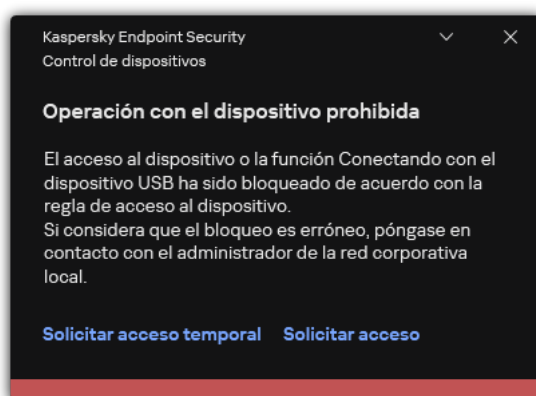 Kaspersky Endpoint Security
Control de dispositivos
Operación con el dispositivo prohibida
El acceso al dispositivo o la función Conectando con el
dispositivo USB ha sido bloqueado de acuerdo con la
regla de acceso al dispositivo.
Si considera que el bloqueo es erróneo, póngase en
contacto con el administrador de la red corporativa
local.
Solicitar acceso temporal Solicitar acceso